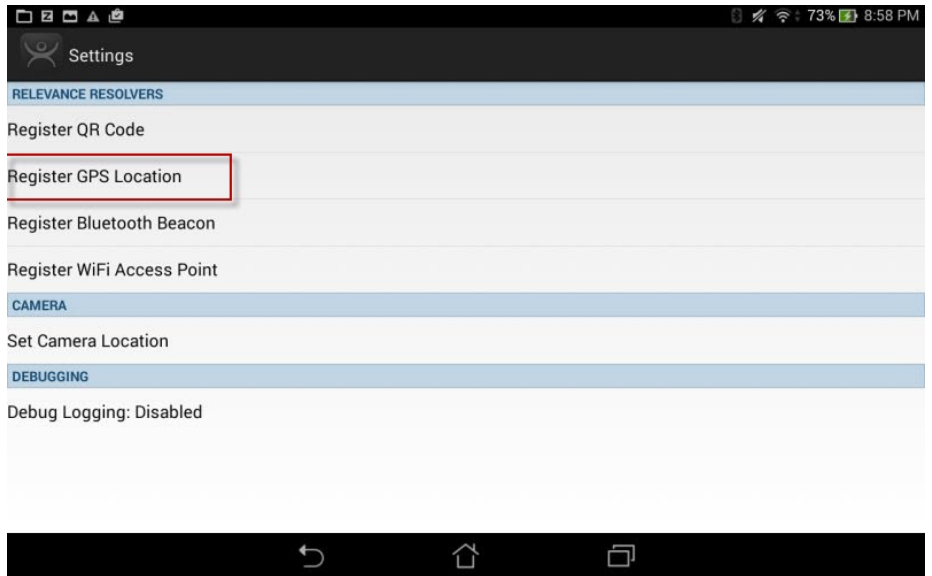 73% 8:58 PM
Settings
RELEVANCE RESOLVERS
Register QR Code
Register GPS Location
Register Bluetooth Beacon
Register WiFi Access Point
CAMERA
Set Camera Location
DEBUGGING
Debug Logging: Disabled